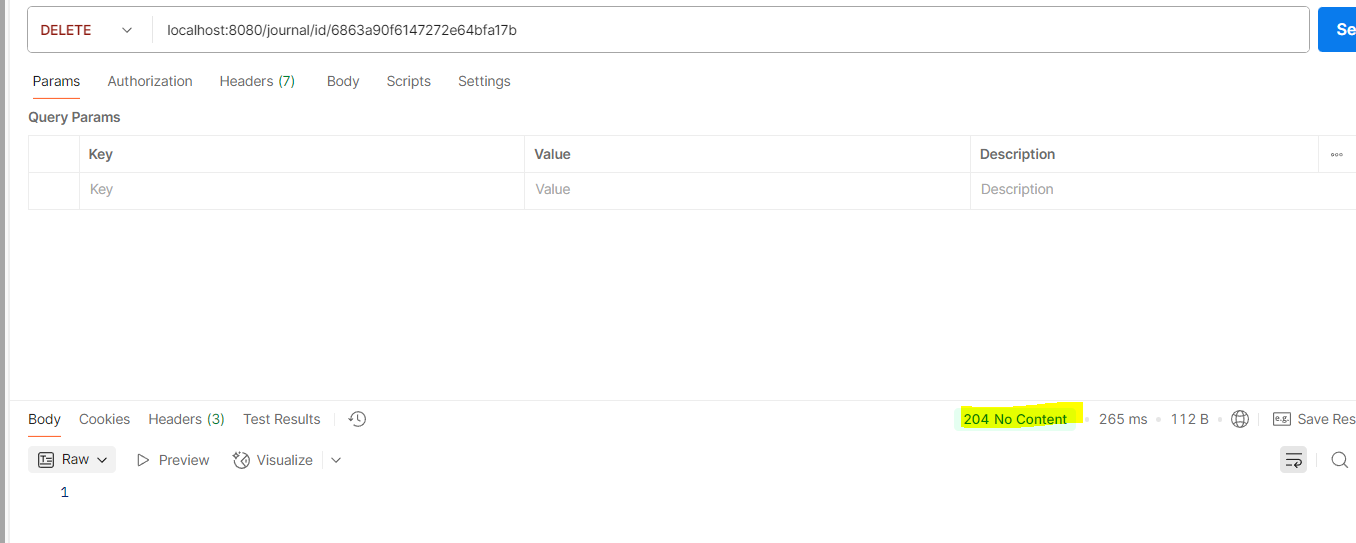 DELETE localhost:8080/journal/id/6863a90f6147272e64bfa17b Se
Params Authorization Headers (7) Body Scripts Settings
Query Params
Key Value Description
Key Value Description
Body Cookies Headers (3) Test Results 204 No Content 265 ms 112 B e.g. Save Res
Raw Preview Visualize
1